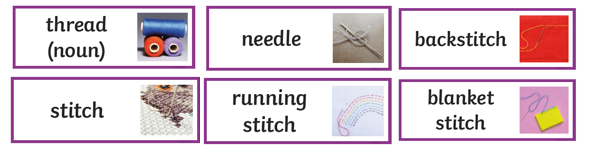 thread
(noun)
needle
backstitch
stitch
running
stitch
blanket
stitch